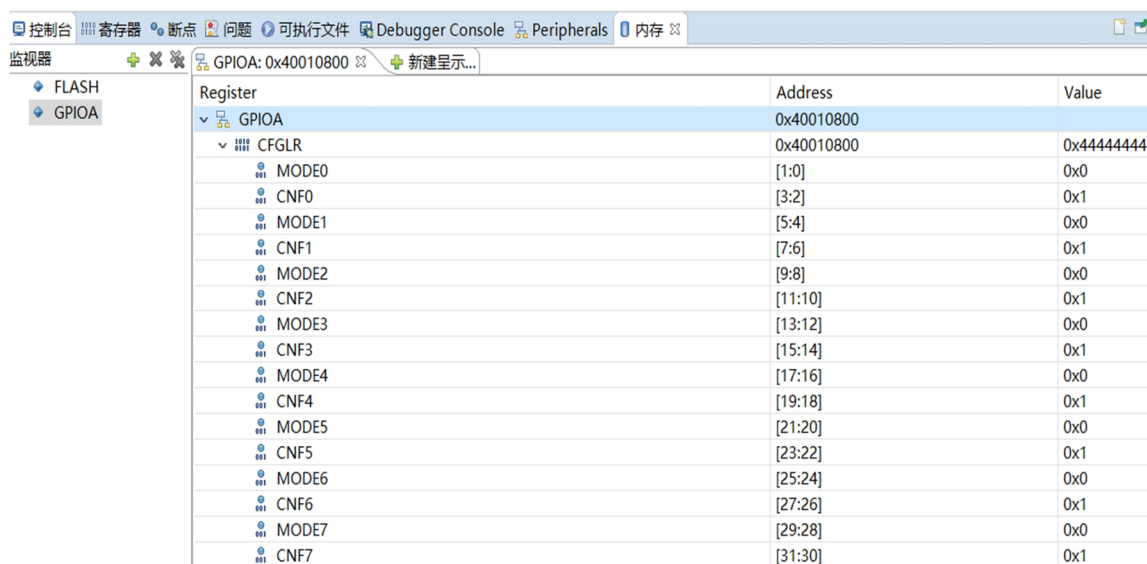 控制台 寄存器 断点 问题 可执行文件 Debugger Console Peripherals 内存
监视器 GPIOA: 0x40010800 新建呈示...
FLASH
GPIOA
Register Address Value
GPIOA 0x40010800
CFGLR 0x40010800 0x44444444
MODE0 [1:0] 0x0
CNF0 [3:2] 0x1
MODE1 [5:4] 0x0
CNF1 [7:6] 0x1
MODE2 [9:8] 0x0
CNF2 [11:10] 0x1
MODE3 [13:12] 0x0
CNF3 [15:14] 0x1
MODE4 [17:16] 0x0
CNF4 [19:18] 0x1
MODE5 [21:20] 0x0
CNF5 [23:22] 0x1
MODE6 [25:24] 0x0
CNF6 [27:26] 0x1
MODE7 [29:28] 0x0
CNF7 [31:30] 0x1